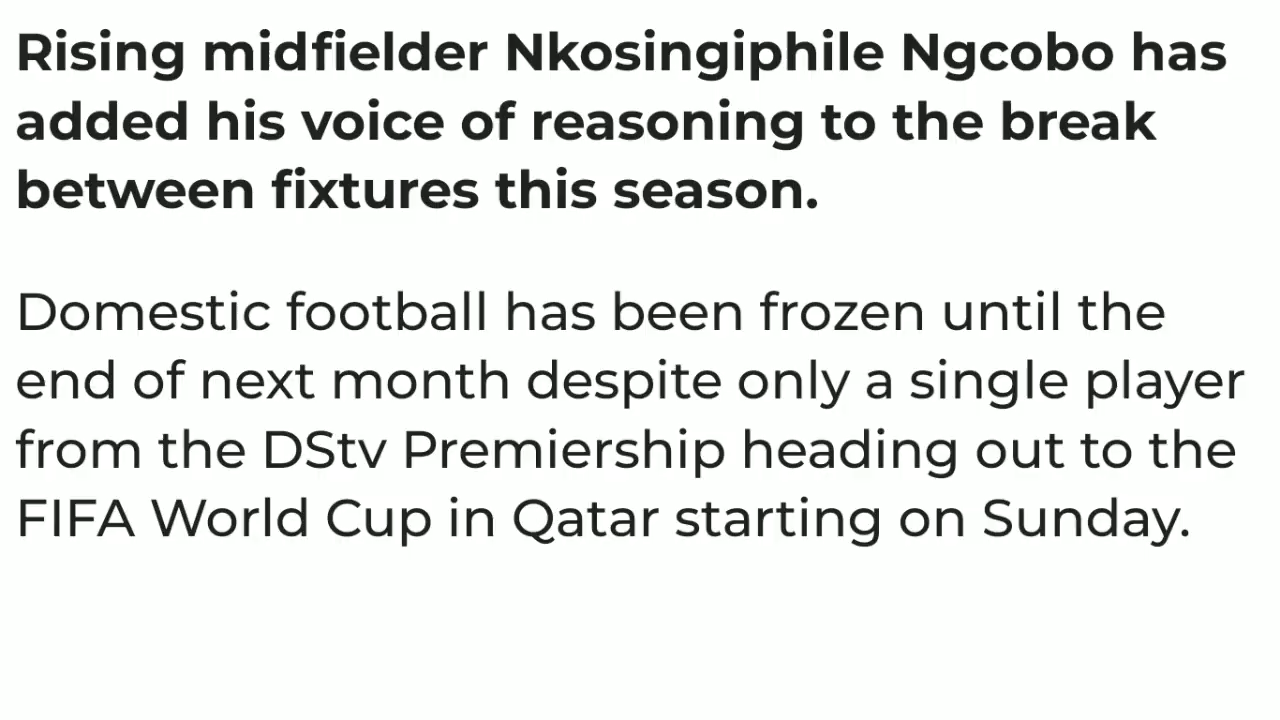 Rising midfielder Nkosingiphile Ngcobo has
added his voice of reasoning to the break
between fixtures this season.
Domestic football has been frozen until the
end of next month despite only a single player
from the DStv Premiership heading out to the
FIFA World Cup in Qatar starting on Sunday.